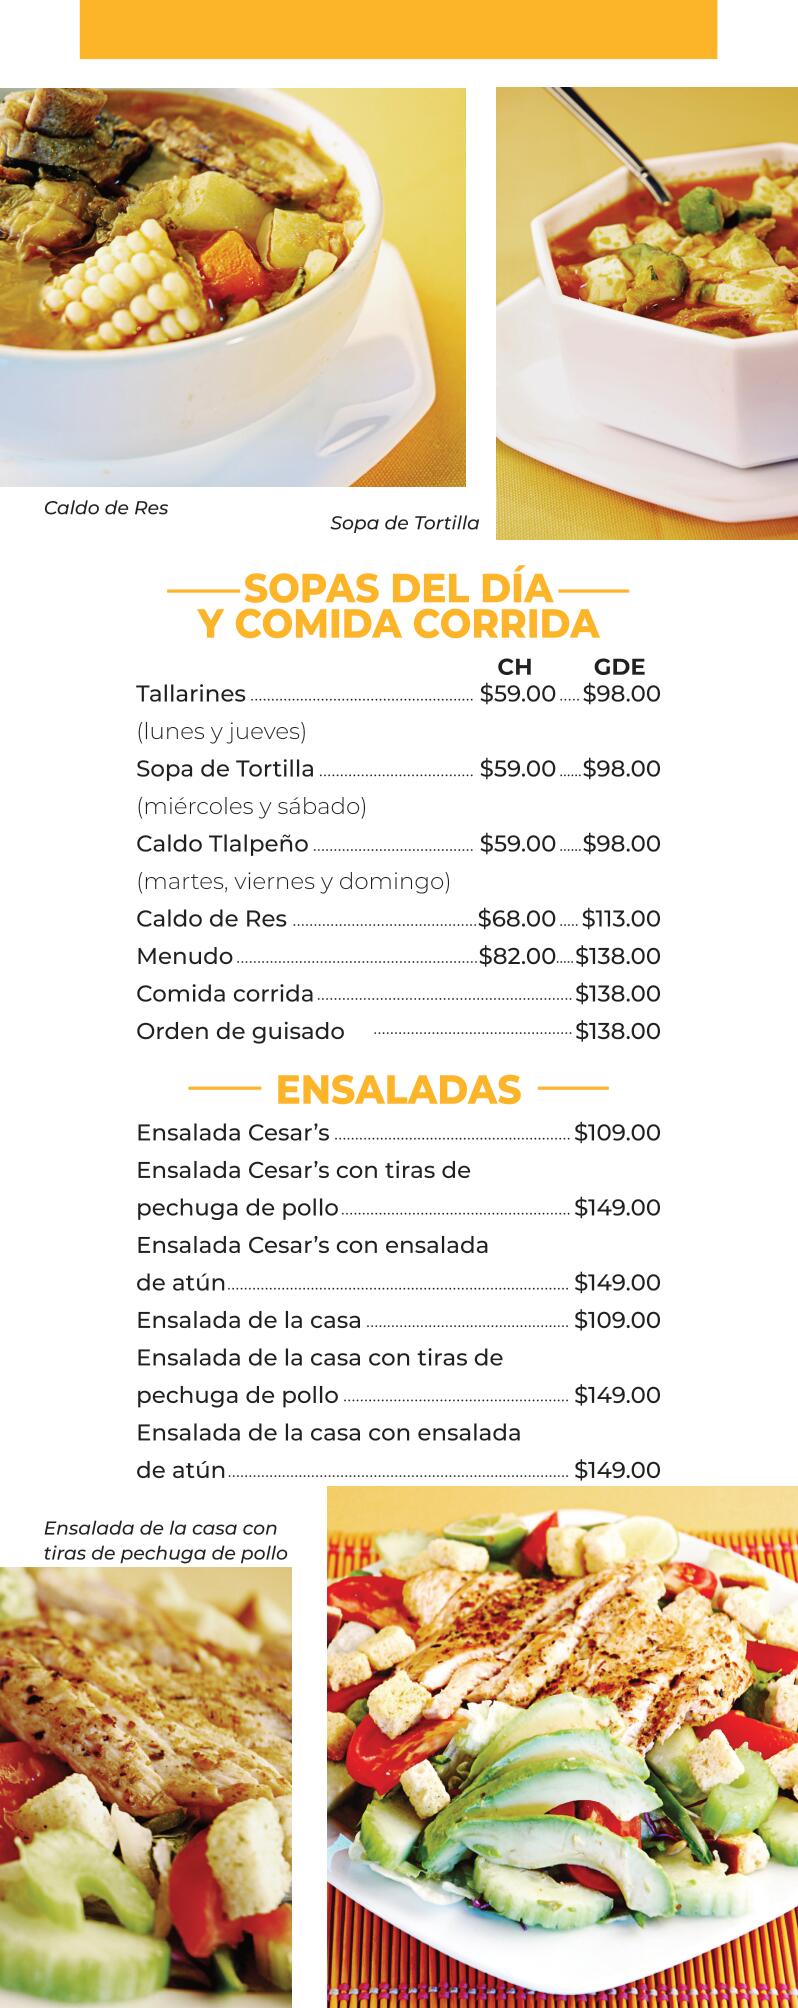 Caldo de Res
Sopa de Tortilla
SOPAS DEL DÍA
Y COMIDA CORRIDA
CH GDE
Tallarines $59.00 $98.00
(lunes y jueves)
Sopa de Tortilla $59.00 $98.00
(miércoles y sábado)
Caldo Tlalpeño $59.00 $98.00
(martes, viernes y domingo)
Caldo de Res $68.00 $113.00
Menudo $82.00 $138.00
Comida corrida $138.00
Orden de guisado $138.00
ENSALADAS
Ensalada Cesar’s $109.00
Ensalada Cesar’s con tiras de
pechuga de pollo $149.00
Ensalada Cesar’s con ensalada
de atún $149.00
Ensalada de la casa $109.00
Ensalada de la casa con tiras de
pechuga de pollo $149.00
Ensalada de la casa con ensalada
de atún $149.00
Ensalada de la casa con
tiras de pechuga de pollo